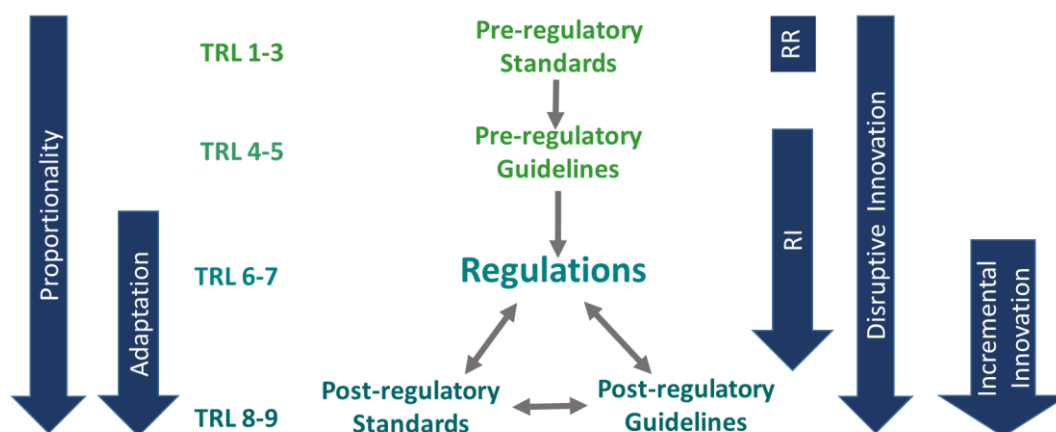 TRL 1-3
Pre-regulatory
Standards
RR
TRL 4-5
Pre-regulatory
Guidelines
Proportionality
Adaptation
TRL 6-7
Regulations
RI
Disruptive Innovation
Incremental
Innovation
TRL 8-9
Post-regulatory
Standards
Post-regulatory
Guidelines